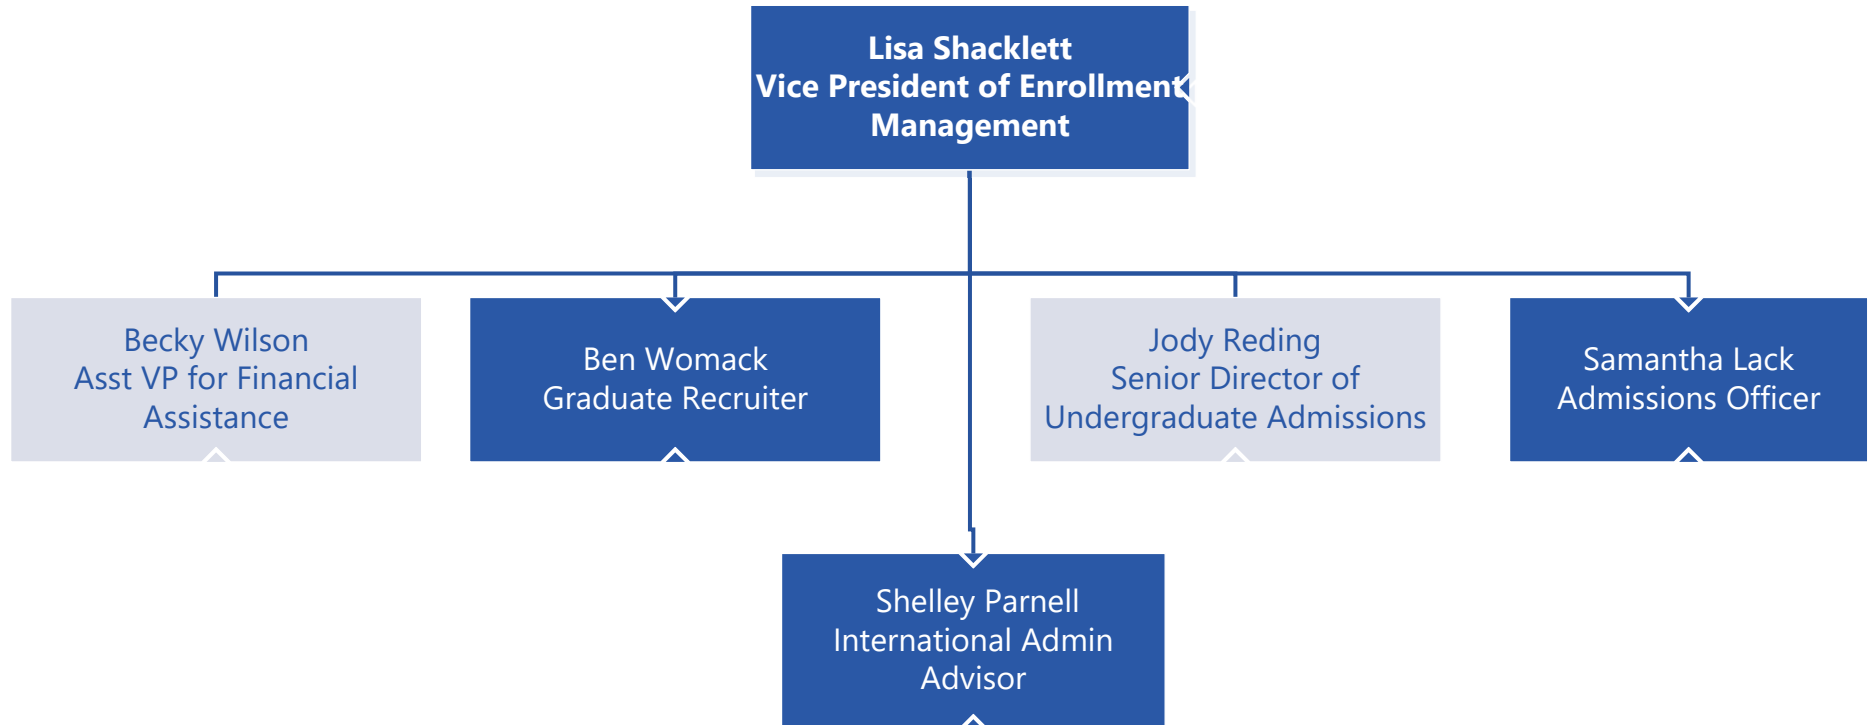 Lisa Shacklett
Vice President of Enrollment
Management
Becky Wilson
Asst VP for Financial
Assistance
Ben Womack
Graduate Recruiter
Jody Reding
Senior Director of
Undergraduate Admissions
Samantha Lack
Admissions Officer
Shelley Parnell
International Admin
Advisor